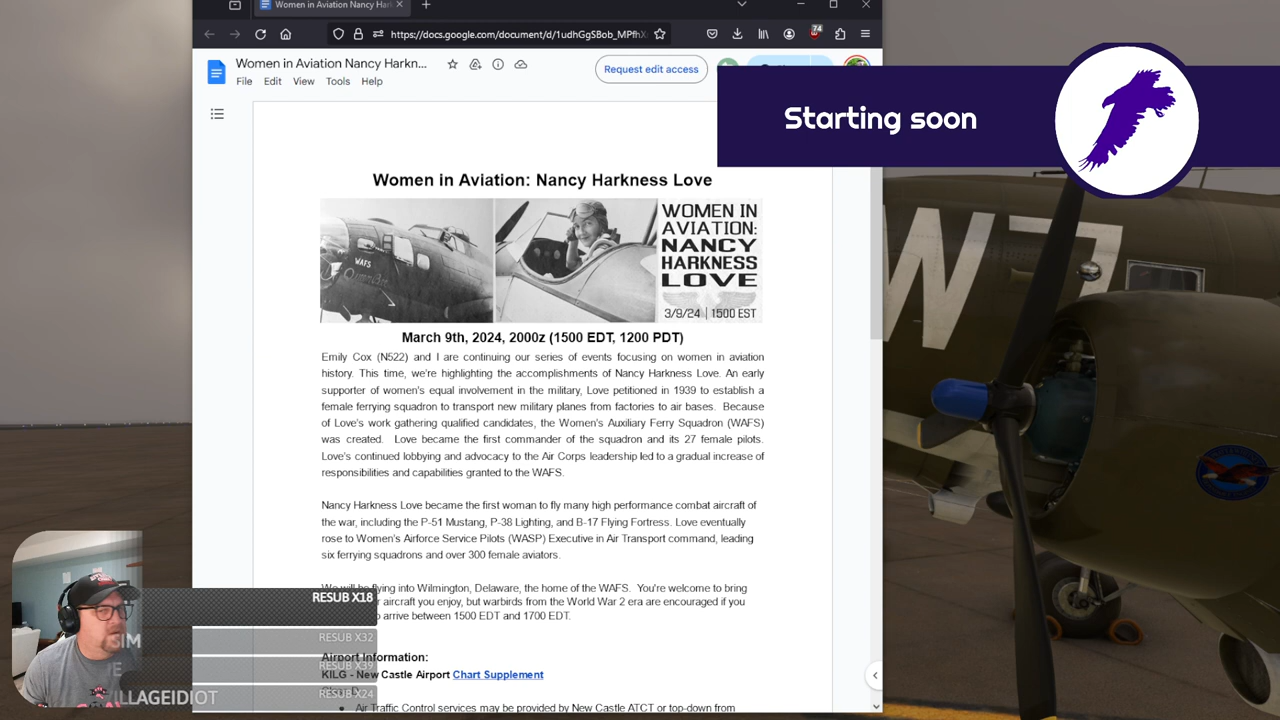 Women in Aviation Nancy Har
https://docs.google.com/document/d/1udhGgSBob_MPfhX
74
Women in Aviation Nancy Harkn...
File Edit View Tools Help
Request edit access
Starting soon
Women in Aviation: Nancy Harkness Love
WAFS
WOMEN IN
AVIATION:
NANCY
HARKNESS
LOVE
3/9/24 | 1500 EST
March 9th, 2024, 2000z (1500 EDT, 1200 PDT)
Emily Cox (N522) and I are continuing our series of events focusing on women in aviation
history. This time, we're highlighting the accomplishments of Nancy Harkness Love. An early
supporter of women's equal involvement in the military, Love petitioned in 1939 to establish a
female ferrying squadron to transport new military planes from factories to air bases. Because
of Love's work gathering qualified candidates, the Women's Auxiliary Ferry Squadron (WAFS)
was created. Love became the first commander of the squadron and its 27 female pilots.
Love's continued lobbying and advocacy to the Air Corps leadership led to a gradual increase of
responsibilities and capabilities granted to the WAFS.
Nancy Harkness Love became the first woman to fly many high performance combat aircraft of
the war, including the P-51 Mustang, P-38 Lighting, and B-17 Flying Fortress. Love eventually
rose to Women's Airforce Service Pilots (WASP) Executive in Air Transport command, leading
six ferrying squadrons and over 300 female aviators.
We will be flying into Wilmington, Delaware, the home of the WAFS. You're welcome to bring
aircraft you enjoy, but warbirds from the World War 2 era are encouraged if you
arrive between 1500 EDT and 1700 EDT.
Airport Information:
KILG - New Castle Airport Chart Supplement
Air Traffic Control services may be provided by New Castle ATCT or top-down from
RESUB X18
SIM RESUB X32
E RESUB X39
ILLAGEIDIOT RESUB X24
W7